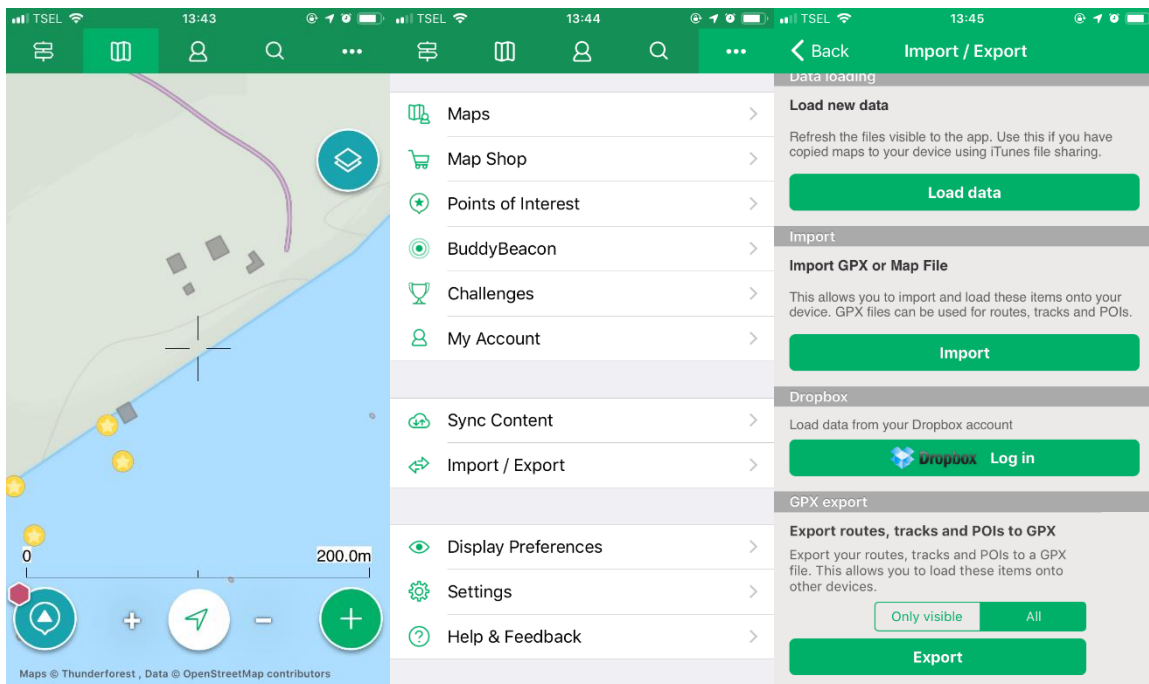 TSEL 13:43
0 200.0m
Maps © Thunderforest , Data © OpenStreetMap contributors
TSEL 13:44
Maps
Map Shop
Points of Interest
BuddyBeacon
Challenges
My Account
Sync Content
Import / Export
Display Preferences
Settings
Help & Feedback
TSEL 13:45
Back Import / Export
Data loading
Load new data
Refresh the files visible to the app. Use this if you have
copied maps to your device using iTunes file sharing.
Load data
Import
Import GPX or Map File
This allows you to import and load these items onto your
device. GPX files can be used for routes, tracks and POIs.
Import
Dropbox
Load data from your Dropbox account
Dropbox Log in
GPX export
Export routes, tracks and POIs to GPX
Export your routes, tracks and POIs to a GPX
file. This allows you to load these items onto
other devices.
Only visible All
Export